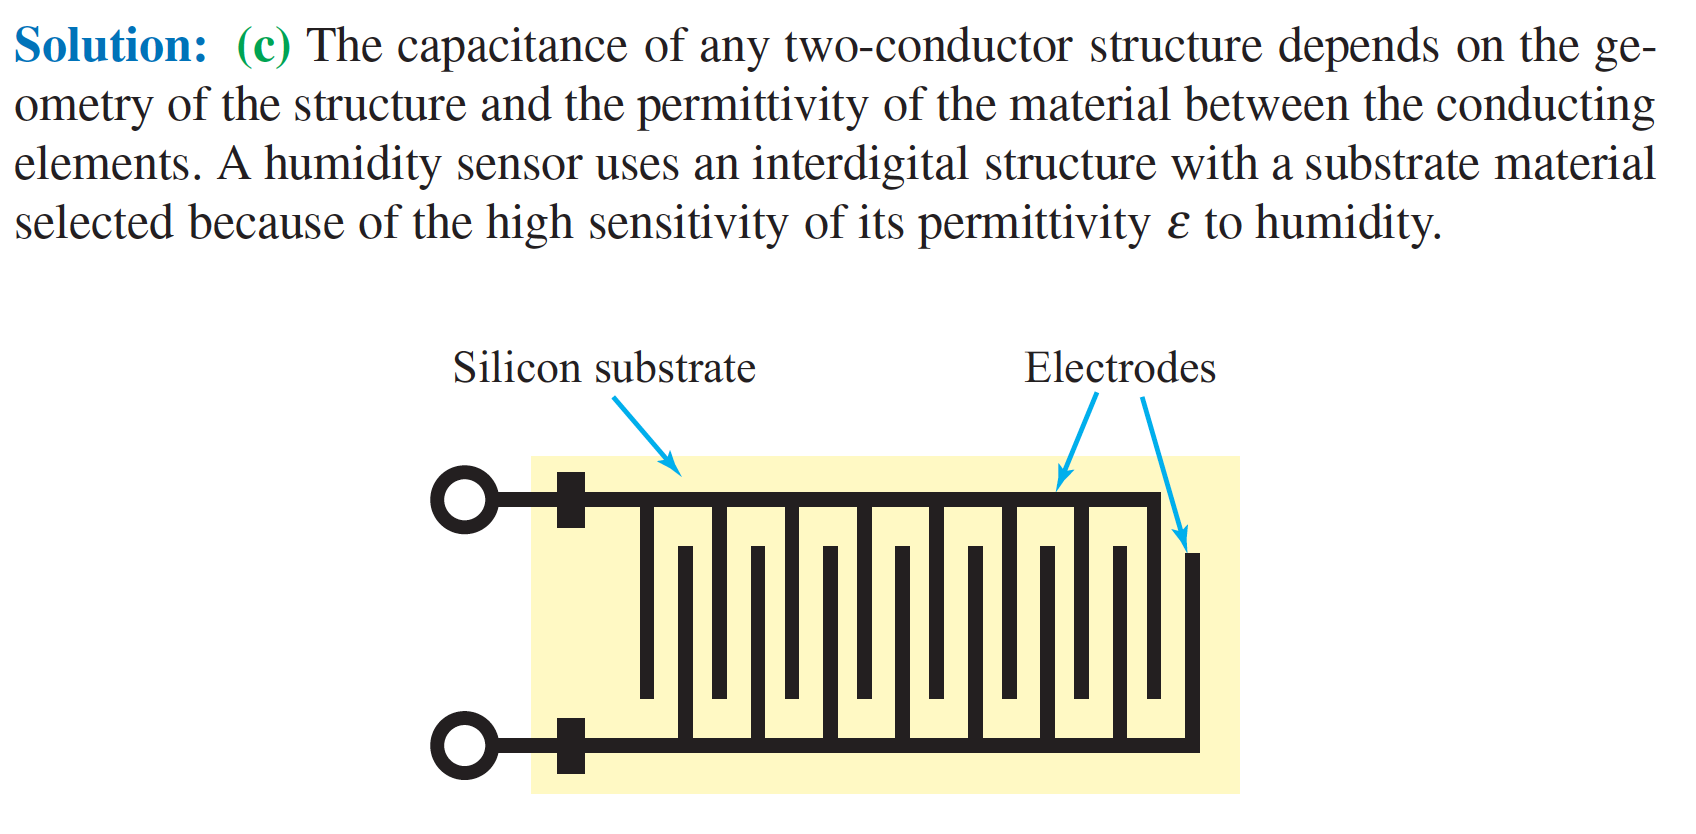 Solution: (c) The capacitance of any two-conductor structure depends on the ge-
ometry of the structure and the permittivity of the material between the conducting
elements. A humidity sensor uses an interdigital structure with a substrate material
selected because of the high sensitivity of its permittivity ε to humidity.
Silicon substrate
Electrodes